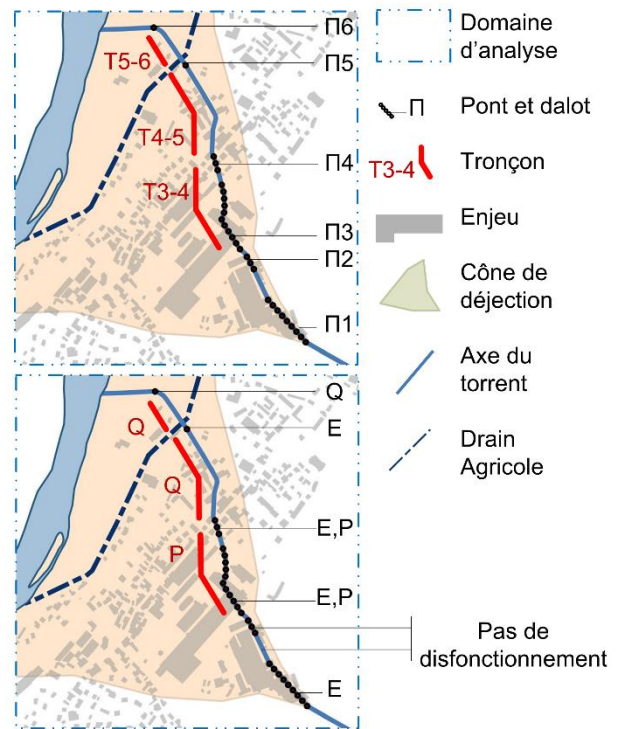 Π6
T5-6
Π5
T4-5
Π4
T3-4
Π3
Π2
Π1
Domaine
d'analyse
Π
Pont et dalot
T3-4
Tronçon
Enjeu
Cône de
déjection
Axe du
torrent
Drain
Agricole
Q
Q
E
Q
E,P
P
E,P
Pas de
disfonctionnement
E